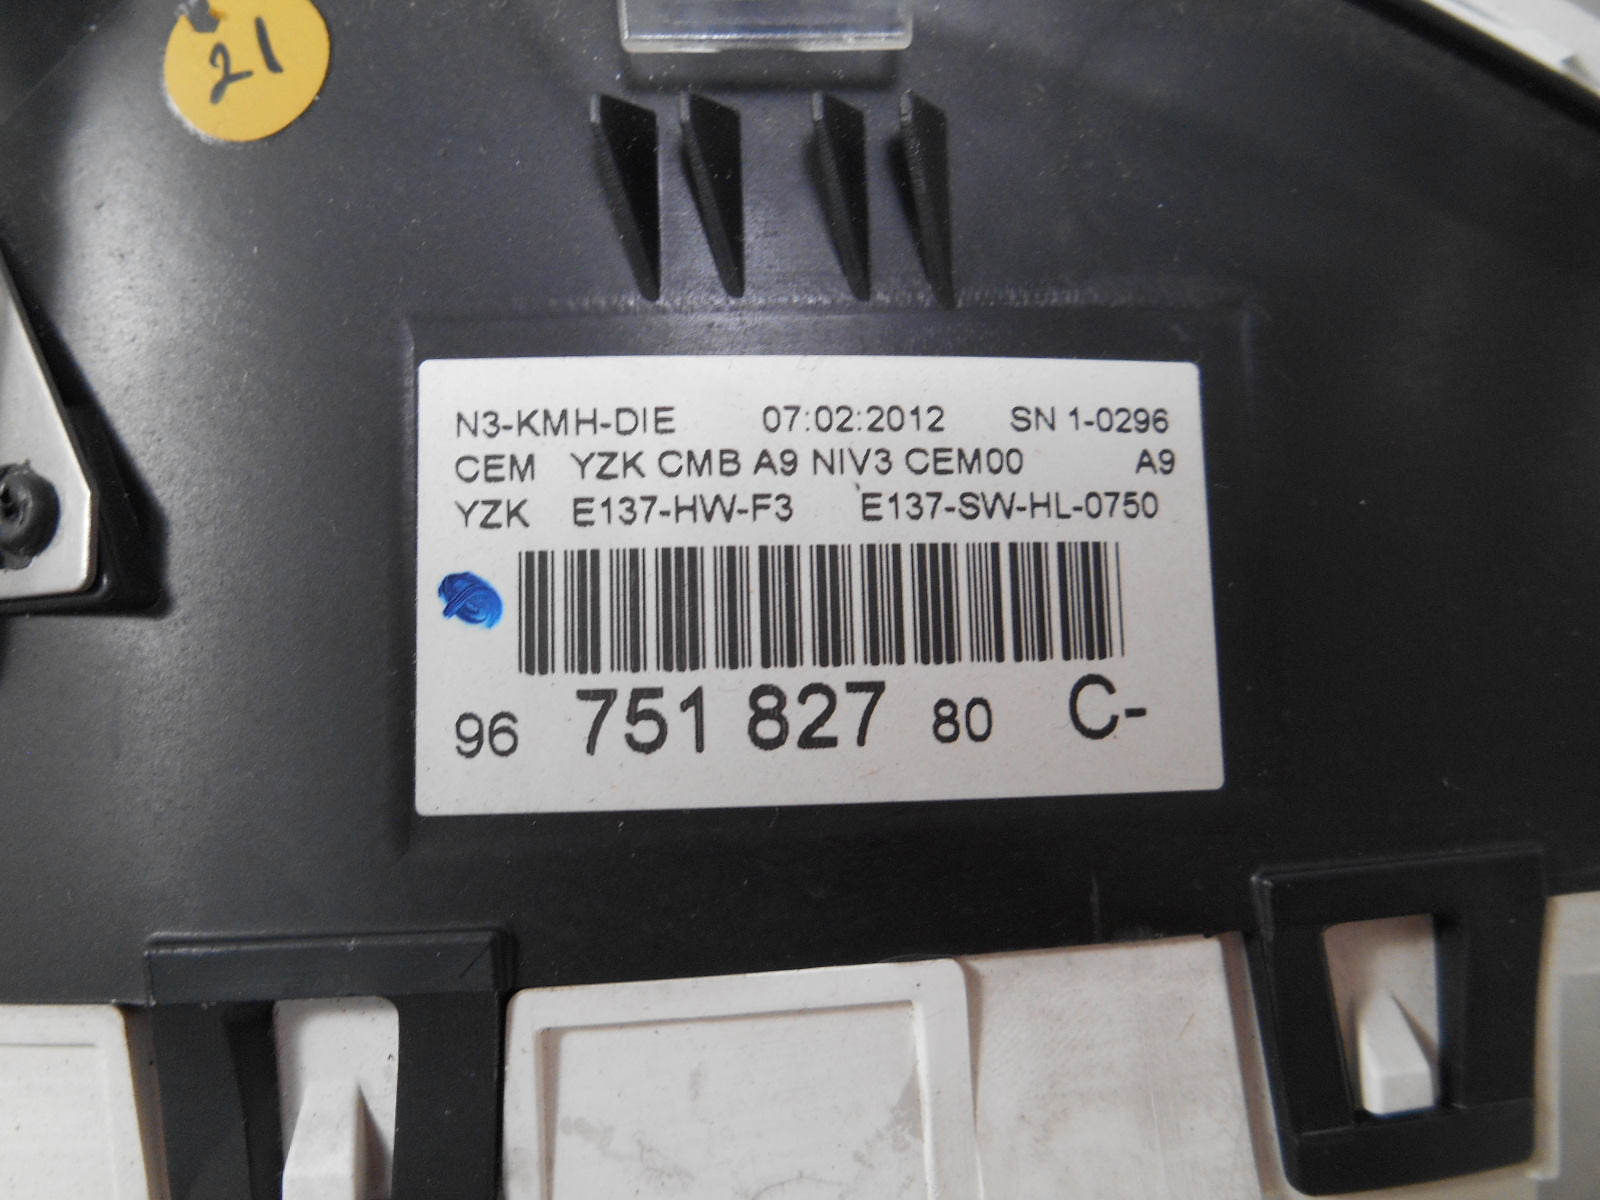 21
N3-KMH-DIE 07:02:2012 SN 1-0296
CEM YZK CMB A9 NIV3 CEM00 A9
YZK E137-HW-F3 E137-SW-HL-0750
96 751 827 80 C-